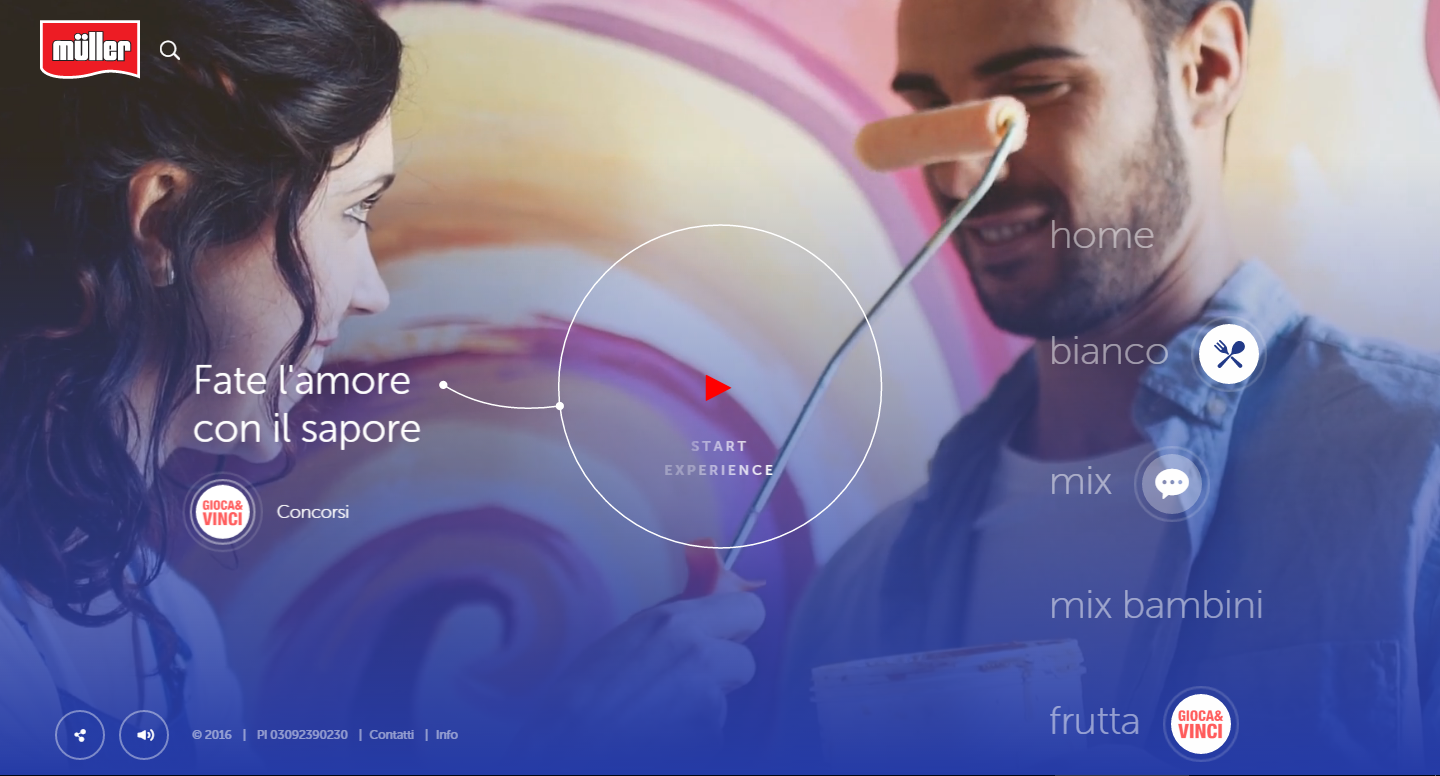 müller
home
bianco
Fate l'amore
con il sapore
START
EXPERIENCE
mix
GIOCA&
VINCI
Concorsi
mix bambini
frutta
GIOCA&
VINCI
© 2016 | PI 03092390230 | Contatti | Info